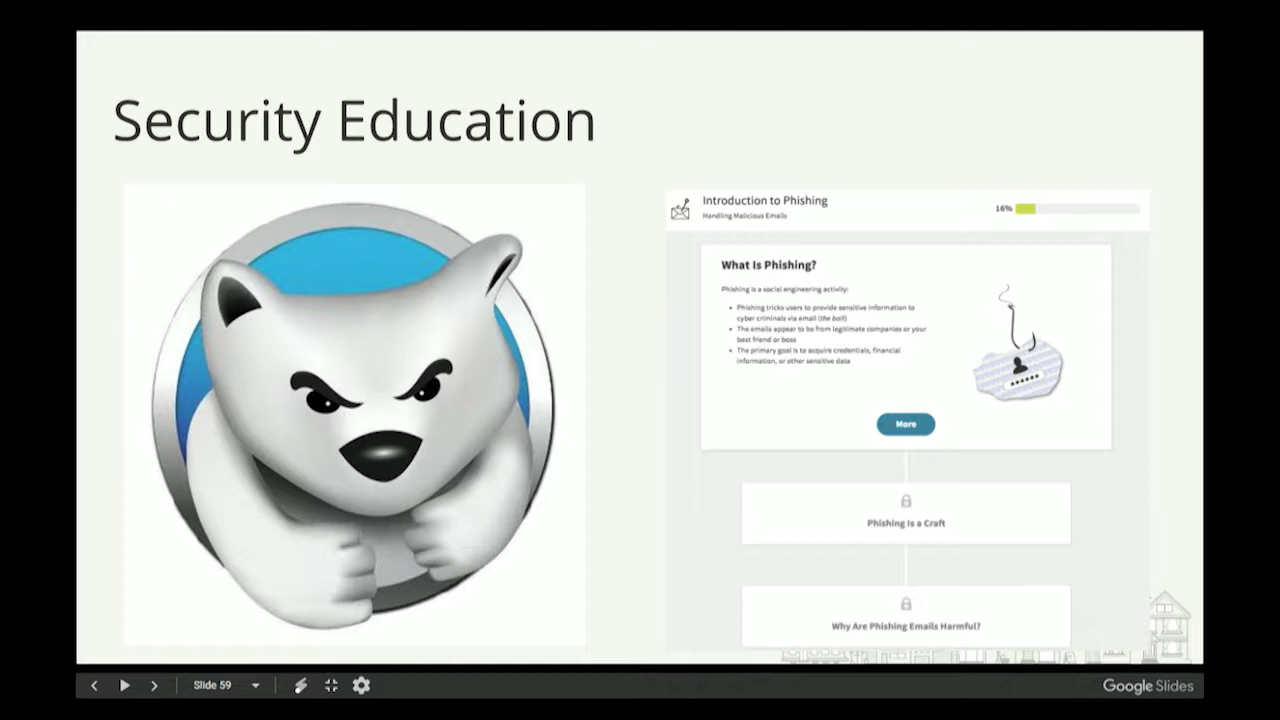 Security Education
Introduction to Phishing
Handling Malicious Emails
16%
What Is Phishing?
Phishing is a social engineering activity:
• Phishing tricks users to provide sensitive information to
cyber criminals via email (the bait)
• The emails appear to be from legitimate companies or your
best friend or boss
• The primary goal is to acquire credentials, financial
information, or other sensitive data
More
Phishing Is a Craft
Why Are Phishing Emails Harmful?
Slide 59
Google Slides